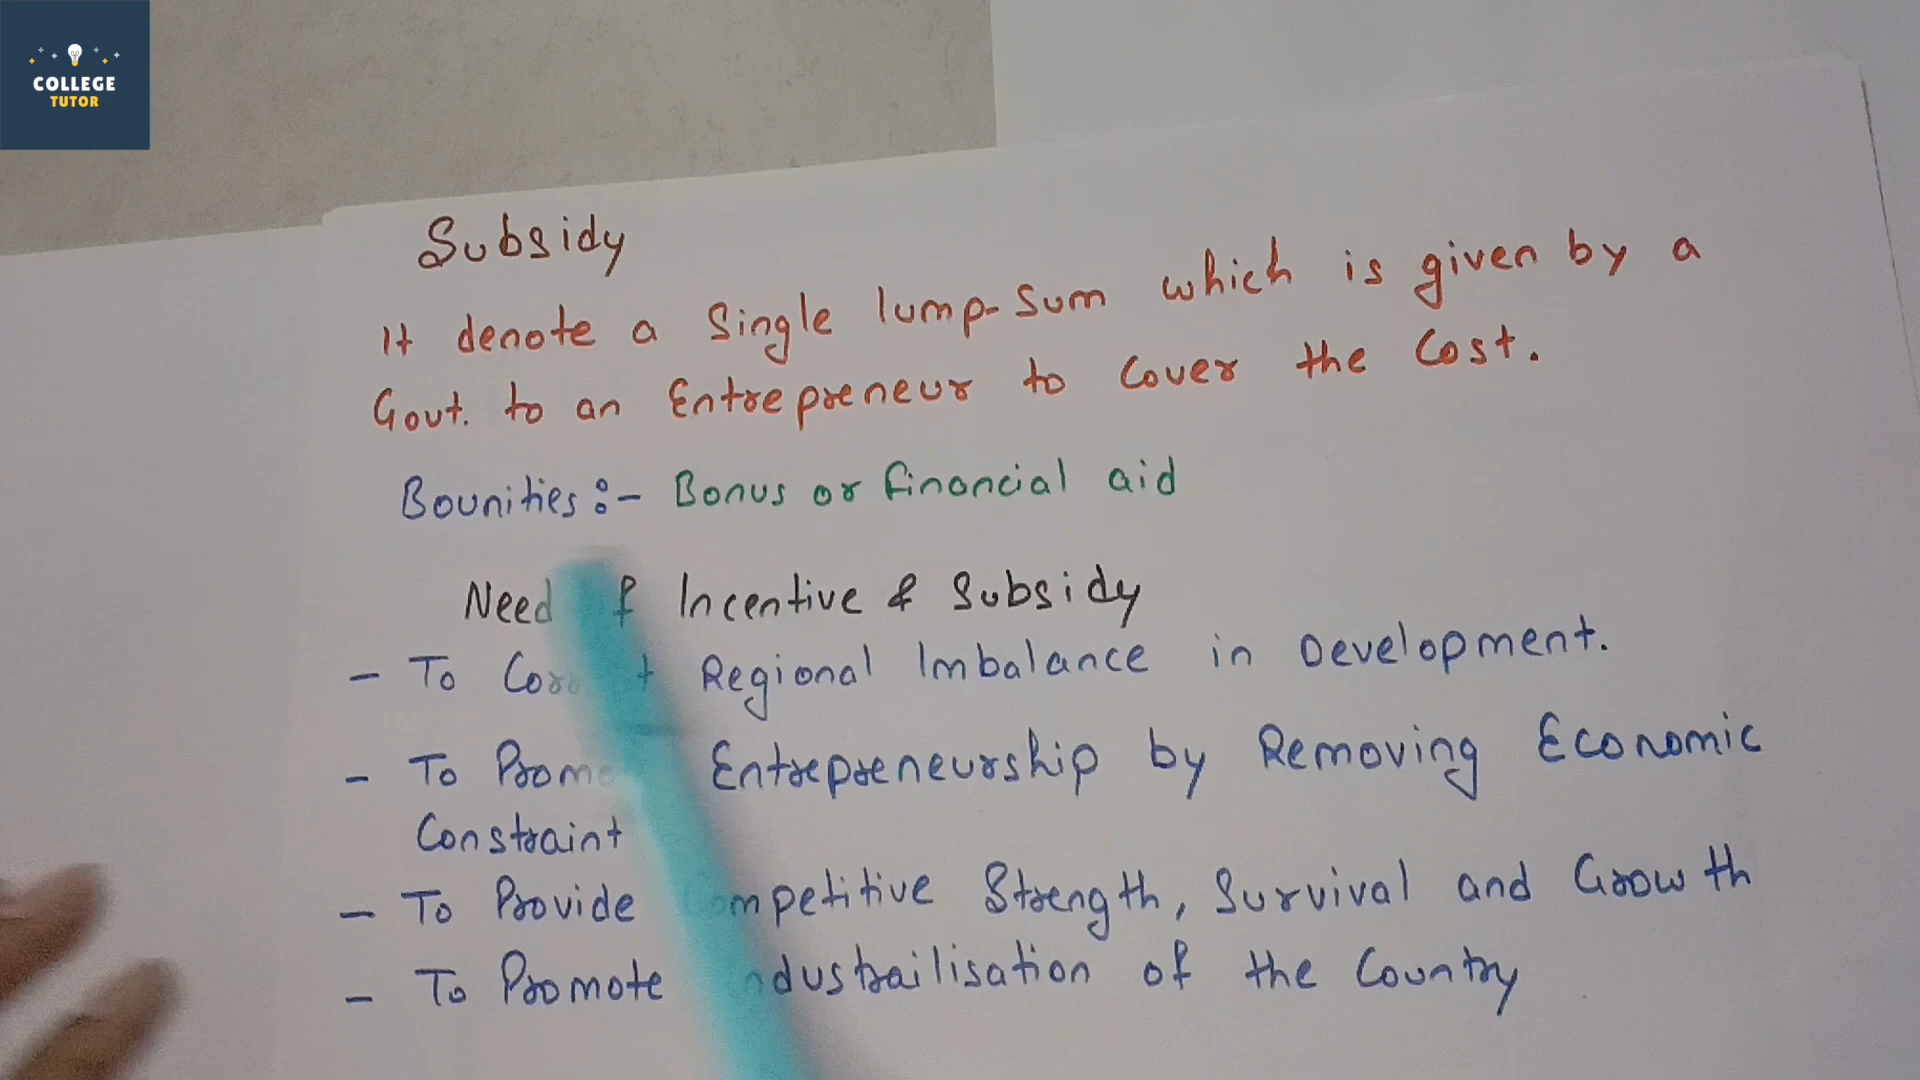 COLLEGE
TUTOR
Subsidy
It denote a Single lump-Sum which is given by a
Govt. to an Entrepreneur to Cover the Cost.
Bounities :- Bonus or financial aid
Need Incentive & Subsidy
- To Regional Imbalance in Development.
- To Entrepreneurship by Removing Economic
Constraint
- To Provide Strength, Survival and Growth
- To Promote of the Country